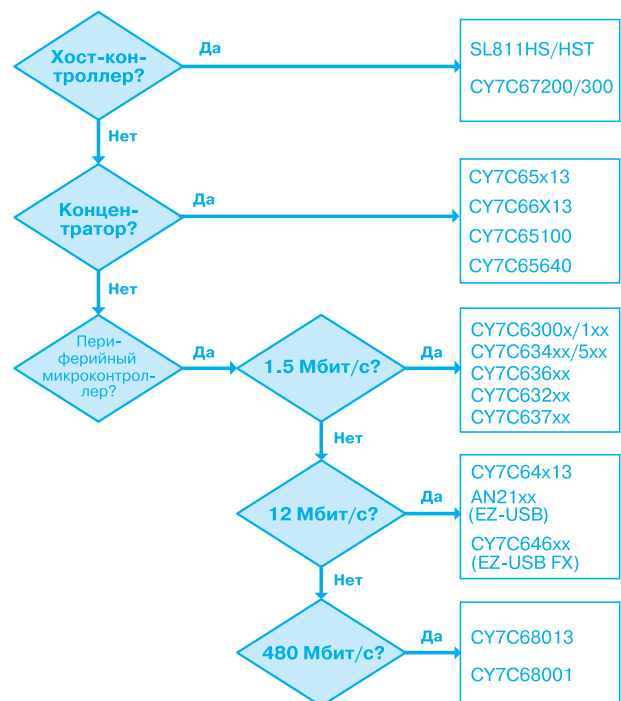 Хост-кон-
троллер?
Да
SL811HS/HST
CY7C67200/300
Нет
Концен-
тратор?
Да
CY7C65x13
CY7C66X13
CY7C65100
CY7C65640
Нет
Пери-
ферийный
микроконтрол-
лер?
Да
1.5 Мбит/с?
Да
CY7C6300x/1xx
CY7C634xx/5xx
CY7C636xx
CY7C632xx
CY7C637xx
Нет
12 Мбит/с?
Да
CY7C64x13
AN21xx
(EZ-USB)
CY7C646xx
(EZ-USB FX)
Нет
480 Мбит/с?
Да
CY7C68013
CY7C68001